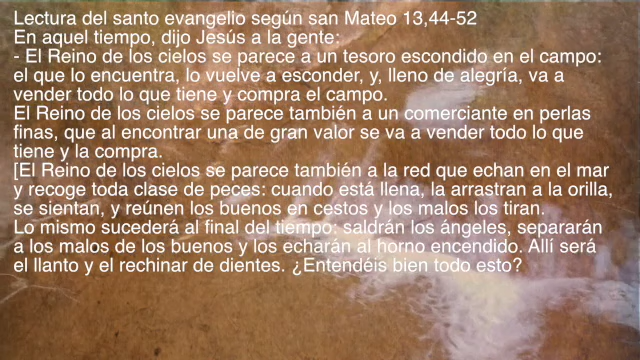 Lectura del santo evangelio según san Mateo 13,44-52
En aquel tiempo, dijo Jesús a la gente:
- El Reino de los cielos se parece a un tesoro escondido en el campo:
el que lo encuentra, lo vuelve a esconder, y, lleno de alegría, va a
vender todo lo que tiene y compra el campo.
El Reino de los cielos se parece también a un comerciante en perlas
finas, que al encontrar una de gran valor se va a vender todo lo que
tiene y la compra.
[El Reino de los cielos se parece también a la red que echan en el mar
y recoge toda clase de peces: cuando está llena, la arrastran a la orilla,
se sientan, y reúnen los buenos en cestos y los malos los tiran.
Lo mismo sucederá al final del tiempo: saldrán los ángeles, separarán
a los malos de los buenos y los echarán al horno encendido. Allí será
el llanto y el rechinar de dientes. ¿Entendéis bien todo esto?